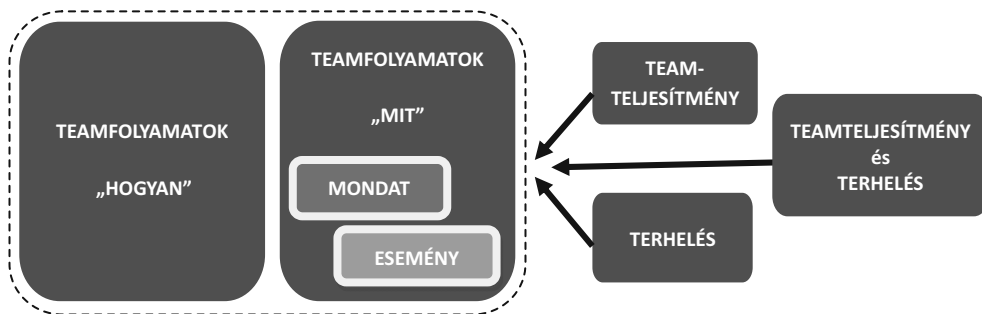 TEAMFOLYAMATOK
„HOGYAN”
TEAMFOLYAMATOK
„MIT”
MONDAT
ESEMÉNY
TEAM-
TELJESÍTMÉNY
TERHELÉS
TEAMTELJESÍTMÉNY
és
TERHELÉS